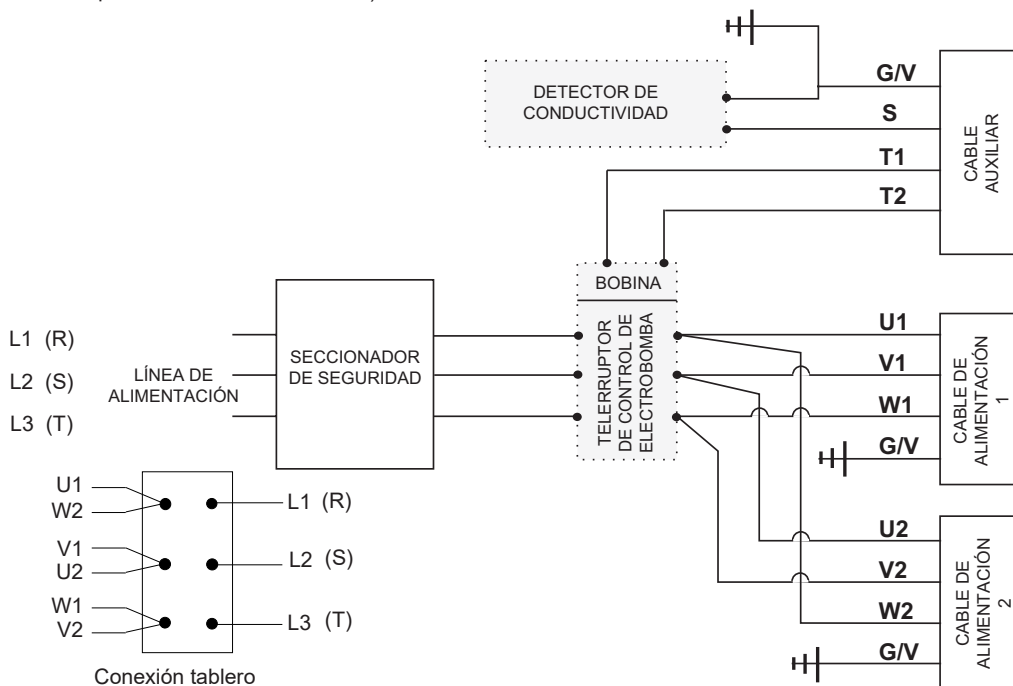 G/V
S
T1
T2
CABLE
AUXILIAR
DETECTOR DE
CONDUCTIVIDAD
BOBINA
TELERRUPTOR
DE CONTROL DE
ELECTROBOMBA
SECCIONADOR
DE SEGURIDAD
L1 (R)
L2 (S)
L3 (T)
LÍNEA DE
ALIMENTACIÓN
U1
V1
W1
G/V
CABLE DE
ALIMENTACIÓN
1
U2
V2
W2
G/V
CABLE DE
ALIMENTACIÓN
2
U1
W2
V1
U2
W1
V2
L1 (R)
L2 (S)
L3 (T)
Conexión tablero